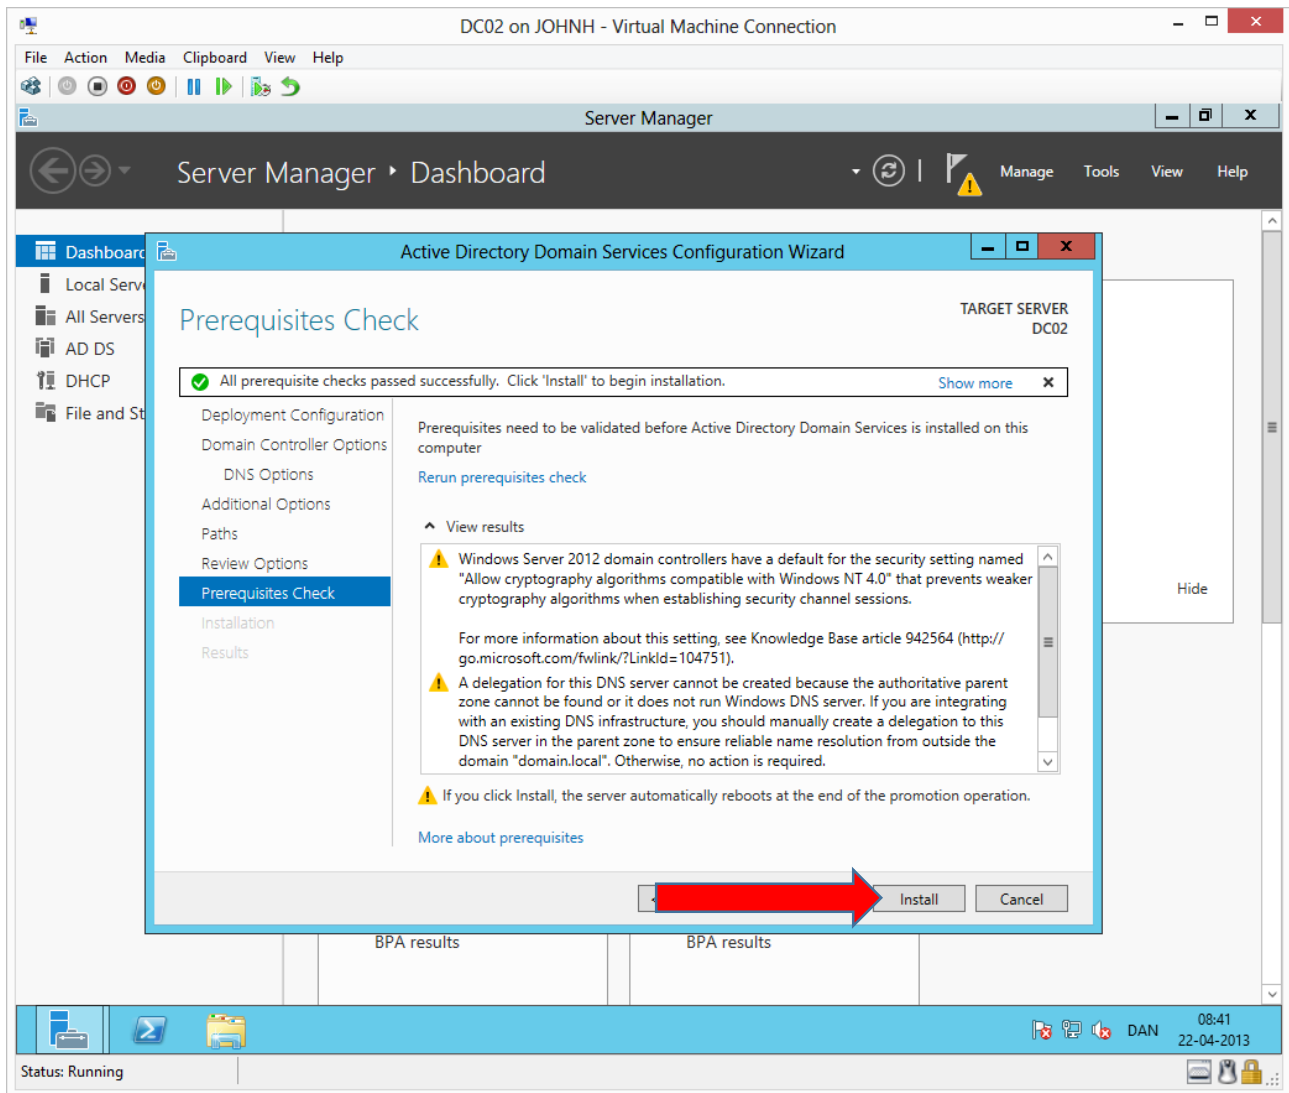 DC02 on JOHNH - Virtual Machine Connection
File Action Media Clipboard View Help
Server Manager
Server Manager ‣ Dashboard
Manage Tools View Help
Dashboard
Local Serve
All Servers
AD DS
DHCP
File and St
Active Directory Domain Services Configuration Wizard
Prerequisites Check
TARGET SERVER
DC02
All prerequisite checks passed successfully. Click 'Install' to begin installation.
Show more
Deployment Configuration
Domain Controller Options
DNS Options
Additional Options
Paths
Review Options
Prerequisites Check
Installation
Results
Prerequisites need to be validated before Active Directory Domain Services is installed on this
computer
Rerun prerequisites check
View results
Windows Server 2012 domain controllers have a default for the security setting named
"Allow cryptography algorithms compatible with Windows NT 4.0" that prevents weaker
cryptography algorithms when establishing security channel sessions.
For more information about this setting, see Knowledge Base article 942564 (http://
go.microsoft.com/fwlink/?LinkId=104751).
A delegation for this DNS server cannot be created because the authoritative parent
zone cannot be found or it does not run Windows DNS server. If you are integrating
with an existing DNS infrastructure, you should manually create a delegation to this
DNS server in the parent zone to ensure reliable name resolution from outside the
domain "domain.local". Otherwise, no action is required.
If you click Install, the server automatically reboots at the end of the promotion operation.
More about prerequisites
< 
Install
Cancel
Hide
BPA results
BPA results
DAN
08:41
22-04-2013
Status: Running